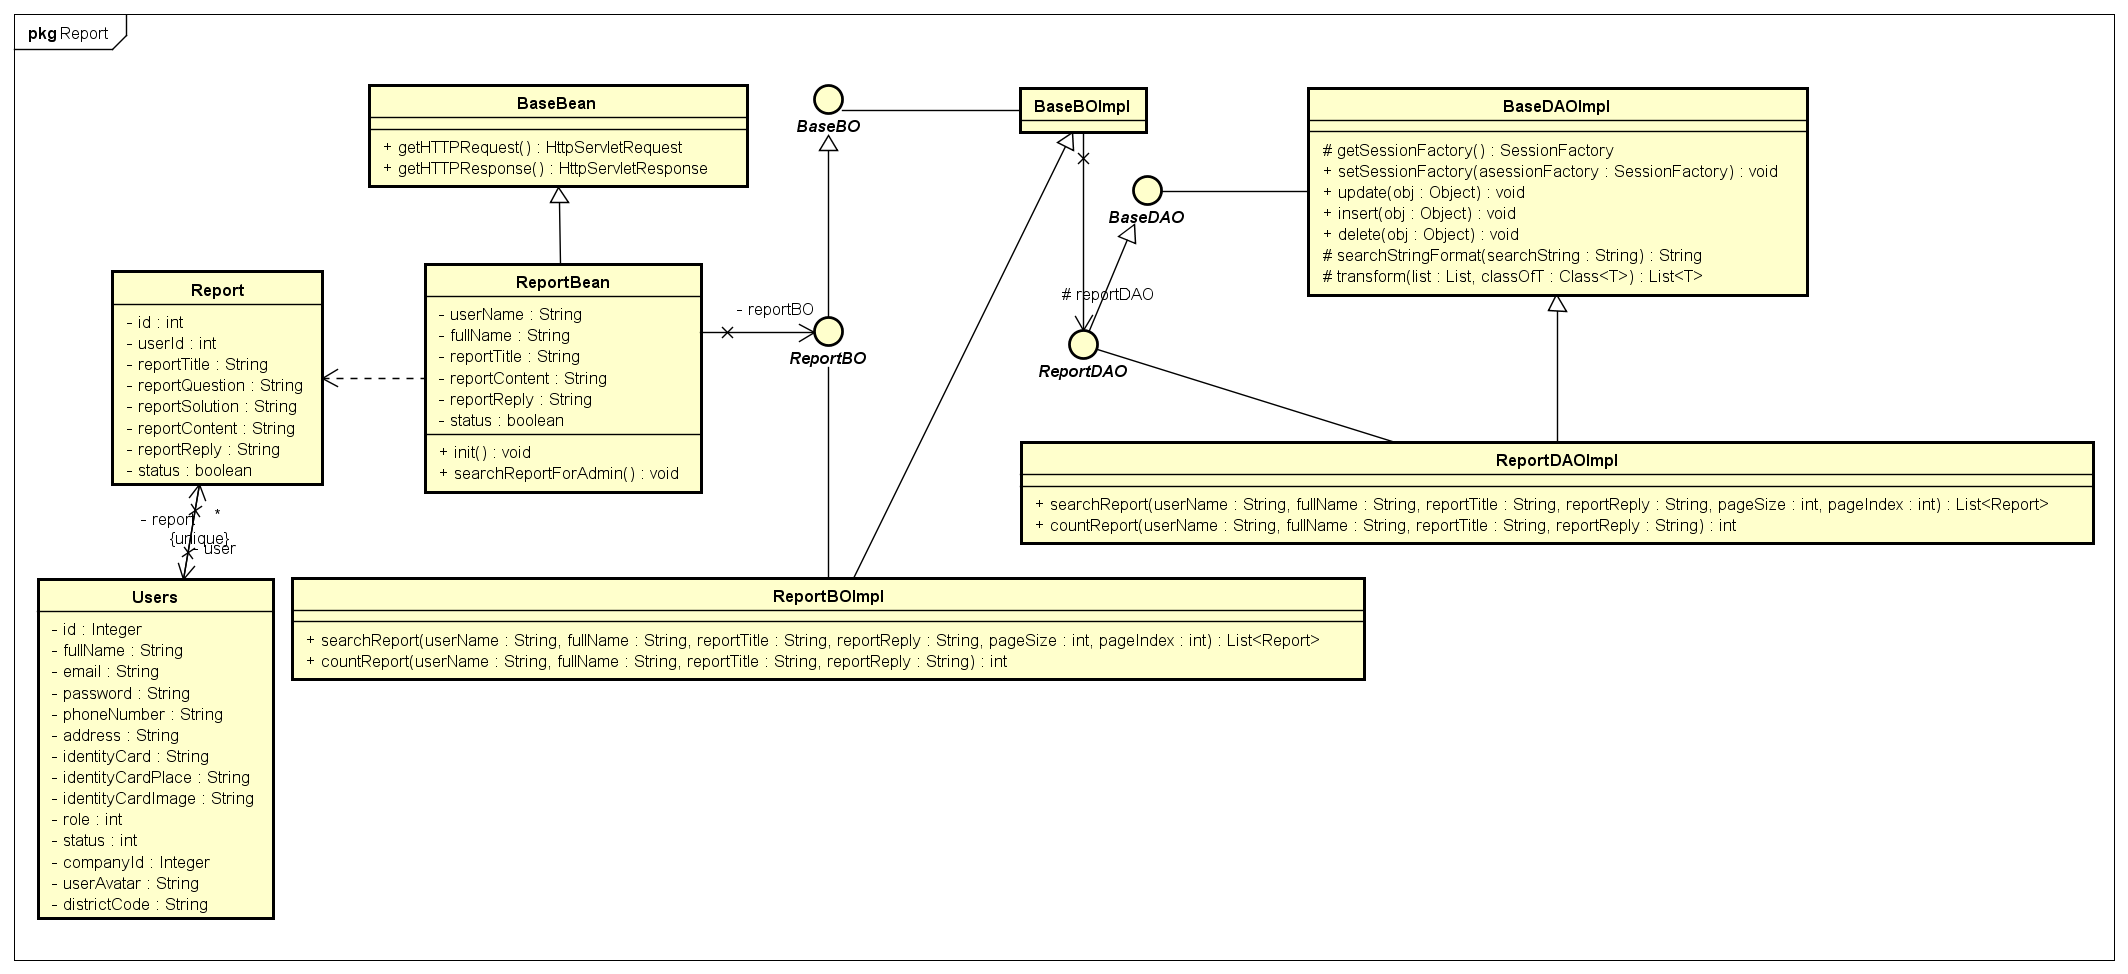 pkg Report
BaseBean
+ getHTTPRequest() : HttpServletRequest
+ getHTTPResponse() : HttpServletResponse
BaseBO
BaseBOImpl
BaseDAO
BaseDAOImpl
# getSessionFactory() : SessionFactory
+ setSessionFactory(asessionFactory : SessionFactory) : void
+ update(obj : Object) : void
+ insert(obj : Object) : void
+ delete(obj : Object) : void
# searchStringFormat(searchString : String) : String
# transform(list : List, classOfT : Class<T>) : List<T>
Report
- id : int
- userId : int
- reportTitle : String
- reportQuestion : String
- reportSolution : String
- reportContent : String
- reportReply : String
- status : boolean
ReportBean
- userName : String
- fullName : String
- reportTitle : String
- reportContent : String
- reportReply : String
- status : boolean
+ init() : void
+ searchReportForAdmin() : void
- reportBO
ReportBO
# reportDAO
ReportDAO
ReportDAOImpl
+ searchReport(userName : String, fullName : String, reportTitle : String, reportReply : String, pageSize : int, pageIndex : int) : List<Report>
+ countReport(userName : String, fullName : String, reportTitle : String, reportReply : String) : int
- report
*
{unique}
- user
Users
- id : Integer
- fullName : String
- email : String
- password : String
- phoneNumber : String
- address : String
- identityCard : String
- identityCardPlace : String
- identityCardImage : String
- role : int
- status : int
- companyId : Integer
- userAvatar : String
- districtCode : String
ReportBOImpl
+ searchReport(userName : String, fullName : String, reportTitle : String, reportReply : String, pageSize : int, pageIndex : int) : List<Report>
+ countReport(userName : String, fullName : String, reportTitle : String, reportReply : String) : int